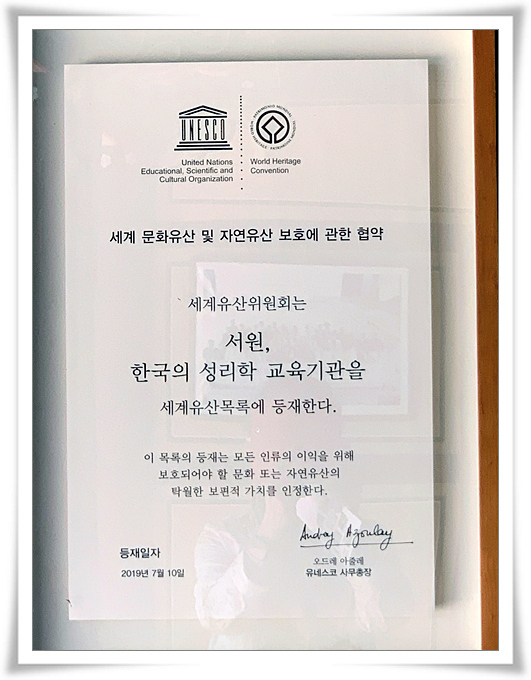 UNESCO
United Nations
Educational, Scientific and
Cultural Organization
World Heritage
Convention
세계 문화유산 및 자연유산 보호에 관한 협약
세계유산위원회는
서원,
한국의 성리학 교육기관을
세계유산목록에 등재한다.
이 목록의 등재는 모든 인류의 이익을 위해
보호되어야 할 문화 또는 자연유산의
탁월한 보편적 가치를 인정한다.
등재일자
2019년 7월 10일
오드레 아줄레
유네스코 사무총장